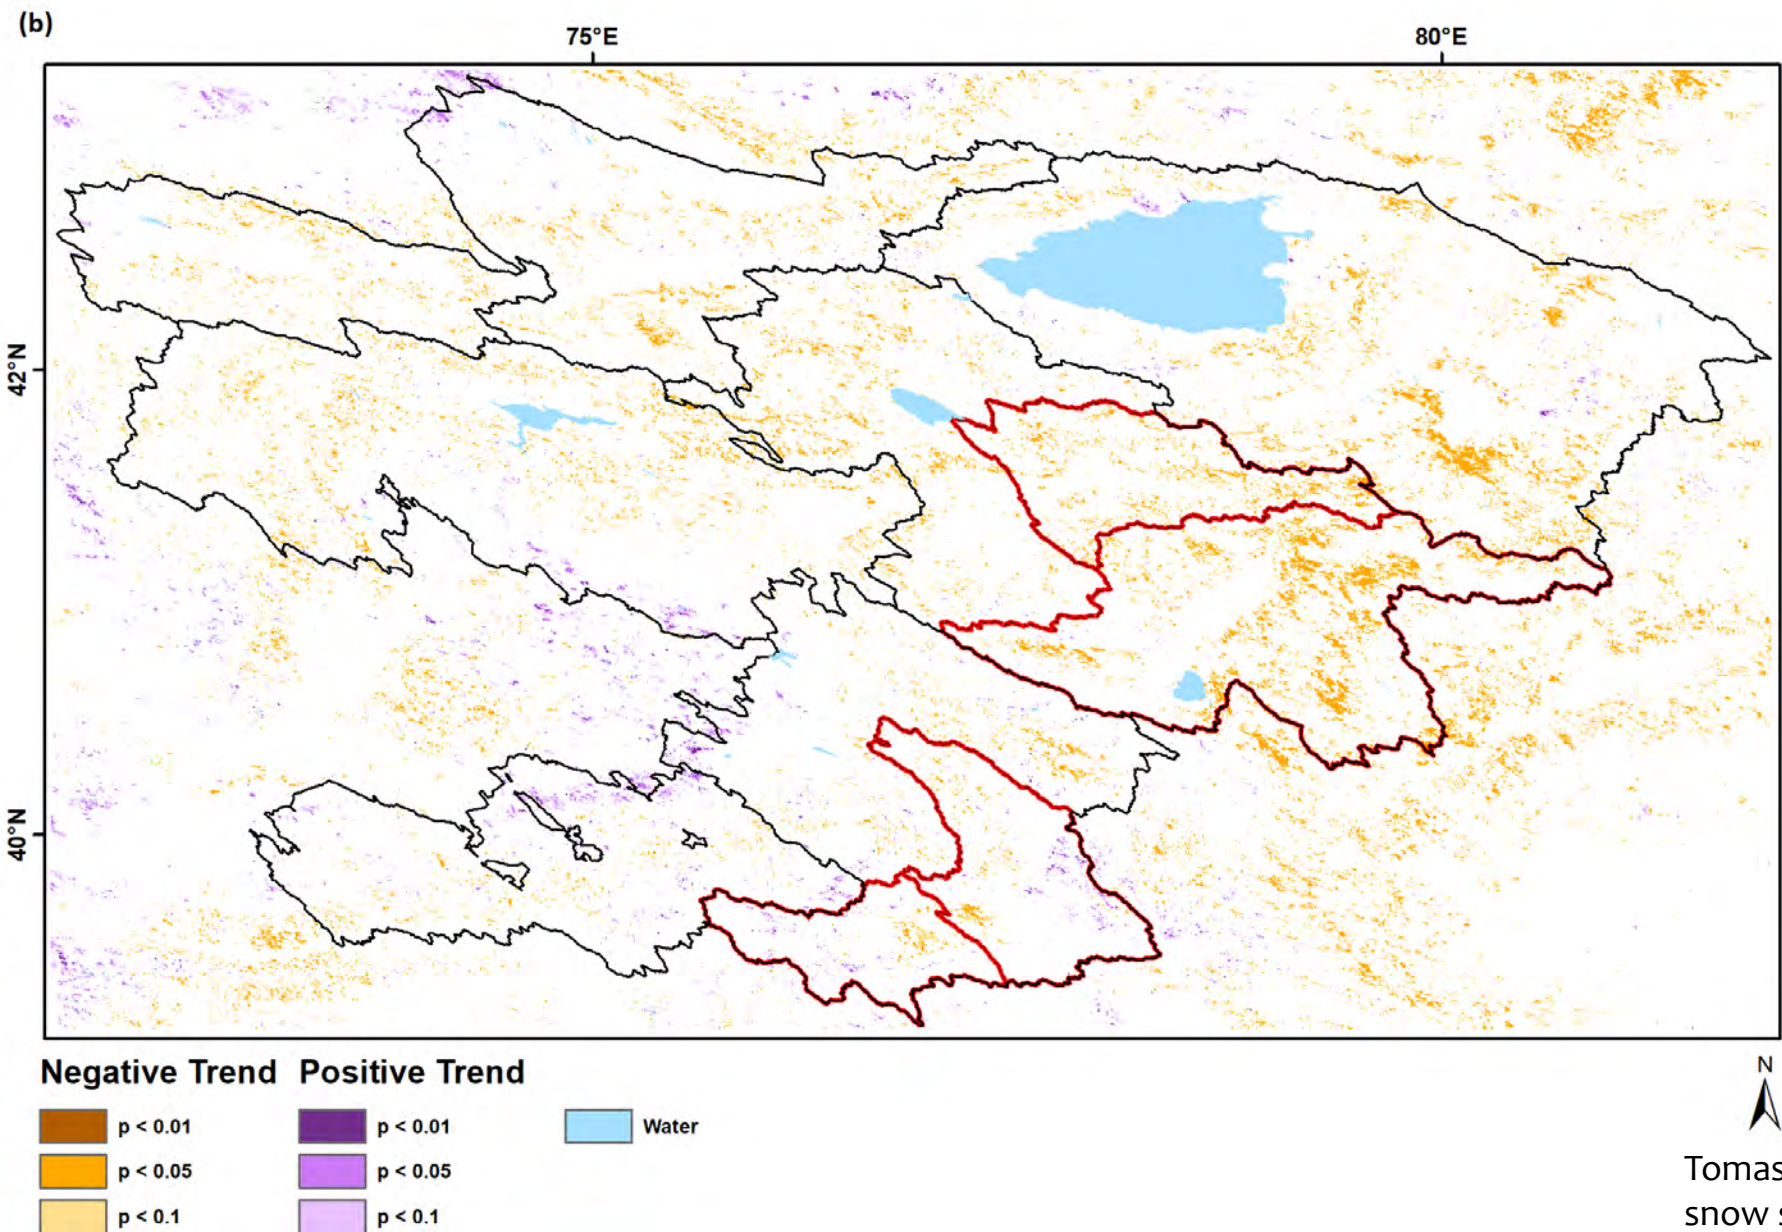 (b)
75°E 80°E
42°N
40°N
Negative Trend Positive Trend
p < 0.01 p < 0.01 Water
p < 0.05 p < 0.05
p < 0.1 p < 0.1
N
Tomas
snow